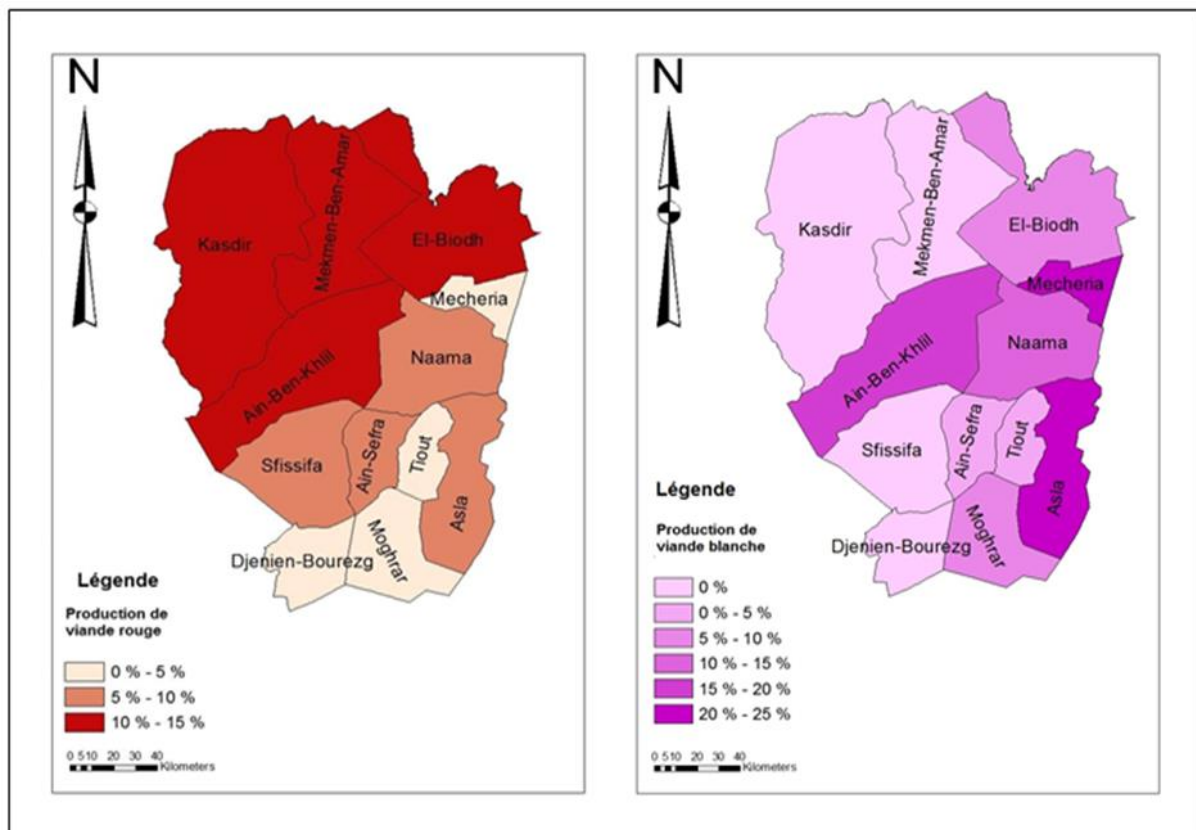 N
Kasdir
Mekmen-Ben-Amar
El-Biodh
Mecheria
Naama
Ain-Ben-Khlil
Sfissifa
Ain-Sefra
Tiout
Asla
Djenien-Bourezg
Moghrar
Légende
Production de
viande rouge
0 % - 5 %
5 % - 10 %
10 % - 15 %
0 5 10 20 30 40
Kilometers
N
Kasdir
Mekmen-Ben-Amar
El-Biodh
Mecheria
Naama
Ain-Ben-Khlil
Sfissifa
Ain-Sefra
Tiout
Asla
Djenien-Bourezg
Moghrar
Légende
Production de
viande blanche
0 %
0 % - 5 %
5 % - 10 %
10 % - 15 %
15 % - 20 %
20 % - 25 %
0 5 10 20 30 40
Kilometers